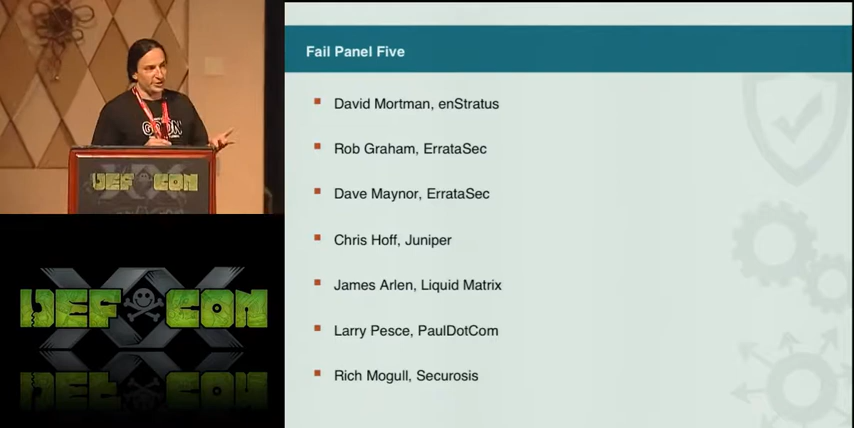 DEF CON
DEF CON
Fail Panel Five
David Mortman, enStratus
Rob Graham, ErrataSec
Dave Maynor, ErrataSec
Chris Hoff, Juniper
James Arlen, Liquid Matrix
Larry Pesce, PaulDotCom
Rich Mogull, Securosis